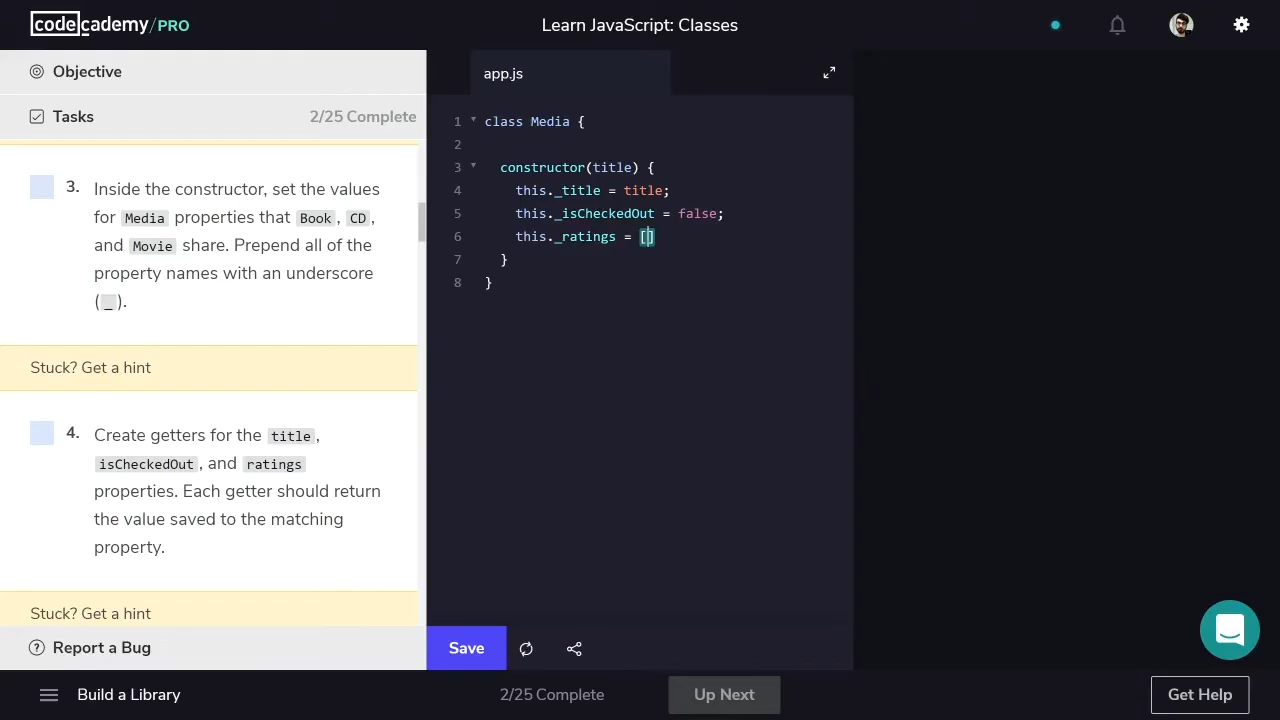 codecademy/PRO
Learn JavaScript: Classes
Objective
Tasks
2/25 Complete
3. Inside the constructor, set the values
for Media properties that Book, CD,
and Movie share. Prepend all of the
property names with an underscore
(_).
Stuck? Get a hint
4. Create getters for the title,
isCheckedOut, and ratings
properties. Each getter should return
the value saved to the matching
property.
Stuck? Get a hint
Report a Bug
app.js
1 class Media {
2
3 constructor(title) {
4 this._title = title;
5 this._isCheckedOut = false;
6 this._ratings = []
7 }
8 }
Save
Build a Library
2/25 Complete
Up Next
Get Help